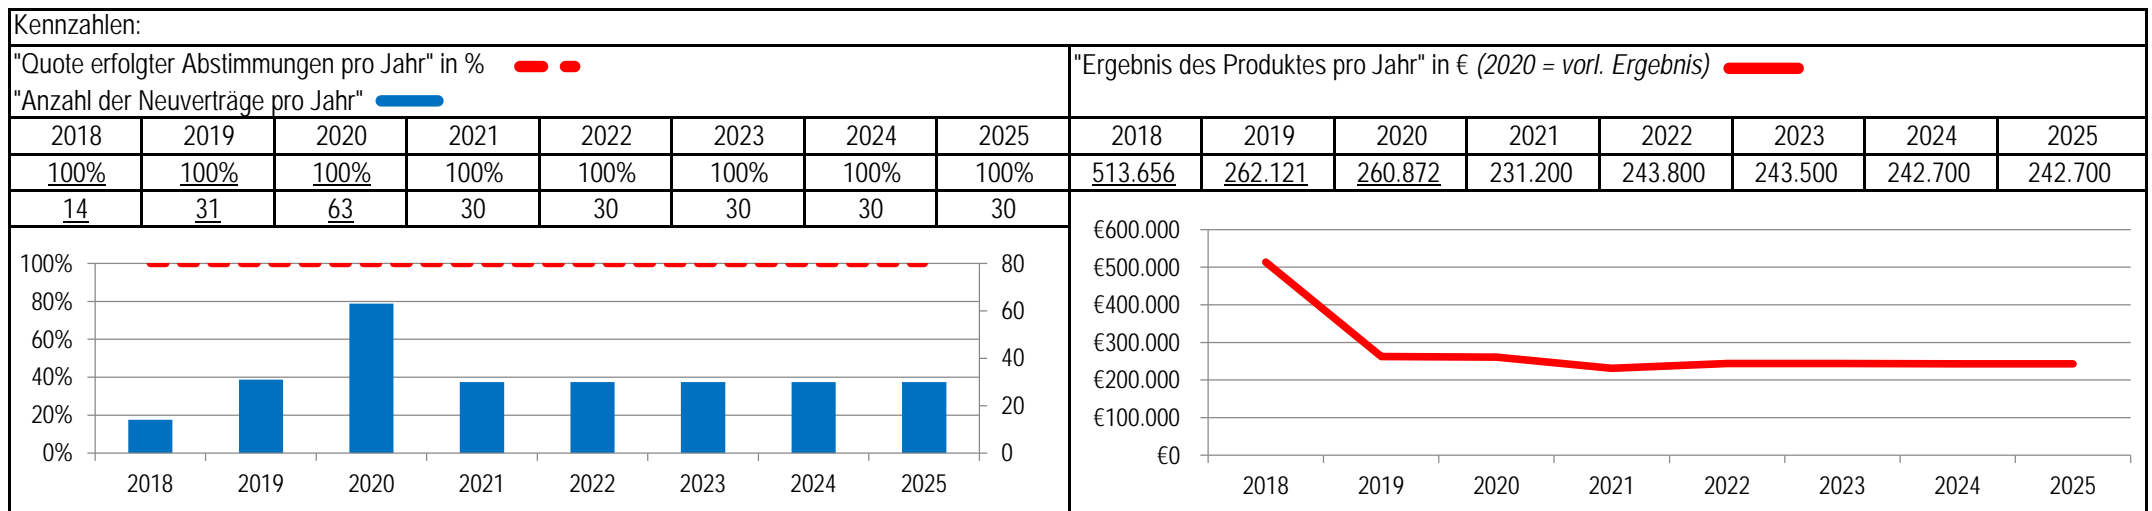 Kennzahlen:
"Quote erfolgter Abstimmungen pro Jahr" in %
"Anzahl der Neuverträge pro Jahr"
"Ergebnis des Produktes pro Jahr" in € (2020 = vorl. Ergebnis)
2018 2019 2020 2021 2022 2023 2024 2025
100% 100% 100% 100% 100% 100% 100% 100%
14 31 63 30 30 30 30 30
2018 2019 2020 2021 2022 2023 2024 2025
513.656 262.121 260.872 231.200 243.800 243.500 242.700 242.700
100%
80%
60%
40%
20%
0%
80
60
40
20
0
2018 2019 2020 2021 2022 2023 2024 2025
€600.000
€500.000
€400.000
€300.000
€200.000
€100.000
€0
2018 2019 2020 2021 2022 2023 2024 2025